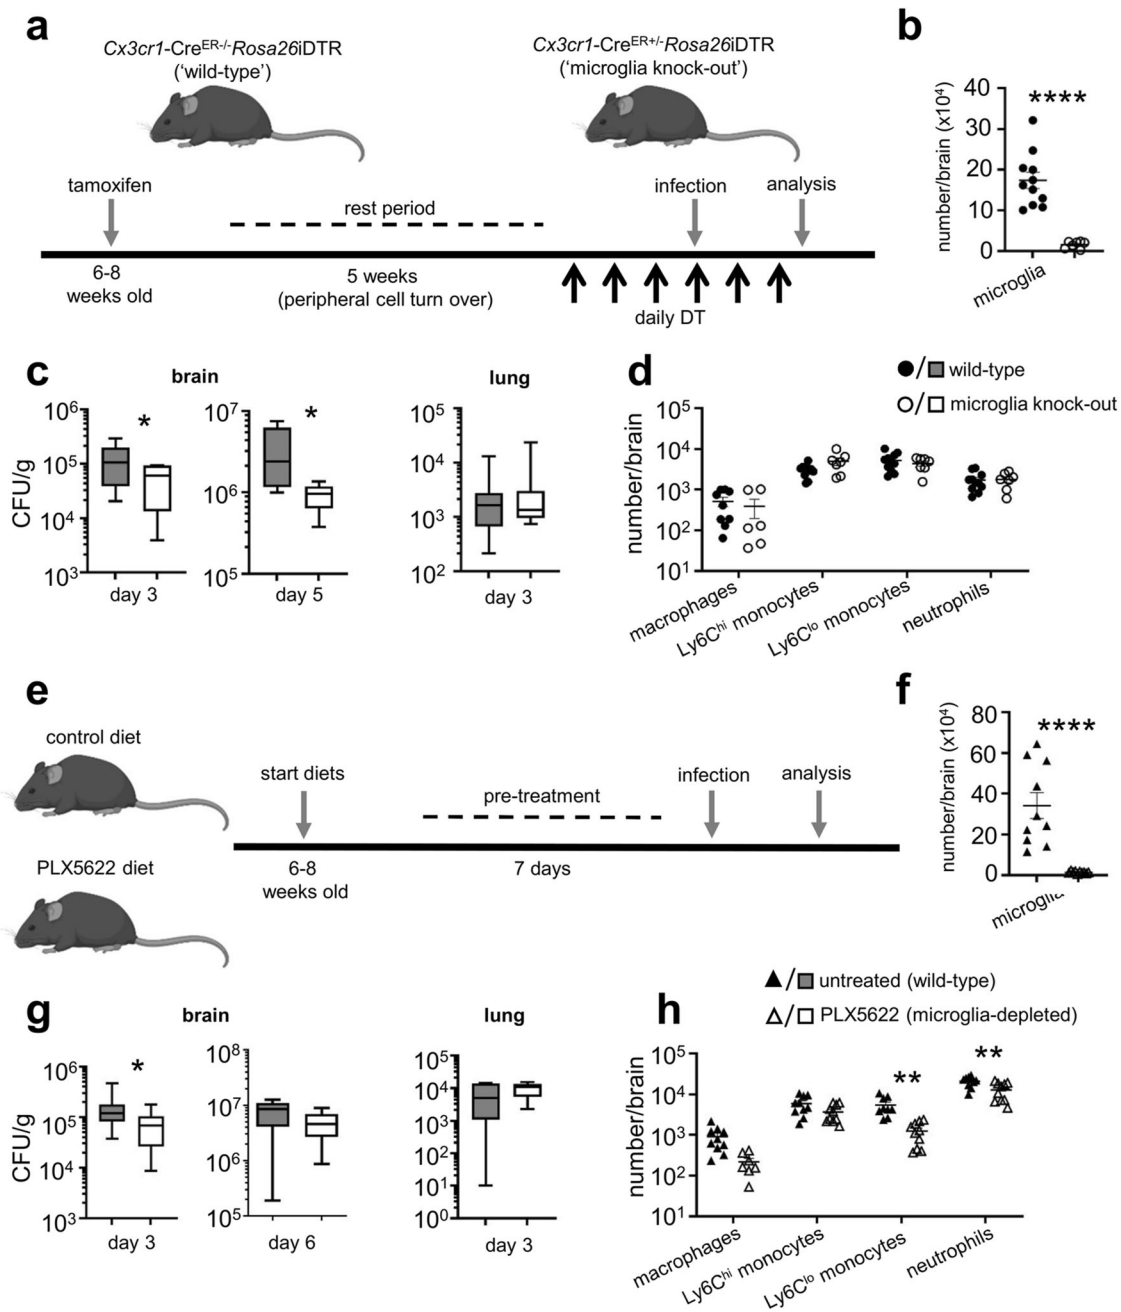 a
Cx3cr1-CreER-/-Rosa26iDTR
('wild-type')
Cx3cr1-CreER+/-Rosa26iDTR
('microglia knock-out')
tamoxifen
rest period
infection
analysis
6-8
weeks old
5 weeks
(peripheral cell turn over)
daily DT
b
number/brain (x10⁴)
40
30
20
10
0
****
microglia
c
brain
lung
CFU/g
10⁶
10⁵
10⁴
10³
*
day 3
10⁷
10⁶
10⁵
*
day 5
10⁵
10⁴
10³
10²
day 3
d
wild-type
microglia knock-out
number/brain
10⁵
10⁴
10³
10²
10¹
macrophages
Ly6Chi monocytes
Ly6Clo monocytes
neutrophils
e
control diet
PLX5622 diet
start diets
pre-treatment
infection
analysis
6-8
weeks old
7 days
f
number/brain (x10⁴)
80
60
40
20
0
****
g
brain
lung
CFU/g
10⁶
10⁵
10⁴
10³
*
day 3
10⁸
10⁷
10⁶
10⁵
day 6
10⁵
10⁴
10³
10²
10¹
10⁰
day 3
h
untreated (wild-type)
PLX5622 (microglia-depleted)
number/brain
10⁵
10⁴
10³
10²
10¹
**
**
macrophages
Ly6Chi monocytes
Ly6Clo monocytes
neutrophils